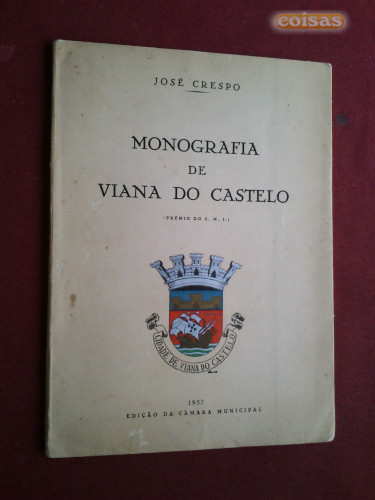 coisas
JOSÉ CRESPO
MONOGRAFIA
DE
VIANA DO CASTELO
(PRÉMIO DO S. N. I.)
CIDADE DE VIANA DO CASTELO
1957
EDIÇÃO DA CÂMARA MUNICIPAL